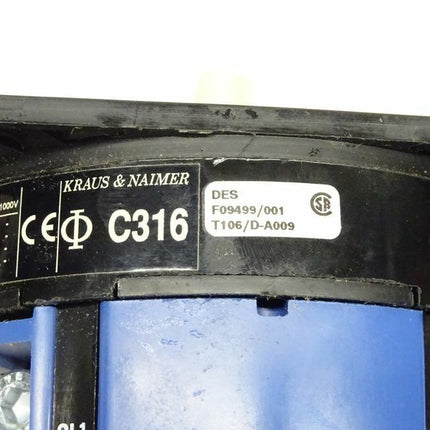 1000V
KRAUS & NAIMER
CE
C316
DES
F09499/001
T106/D-A009